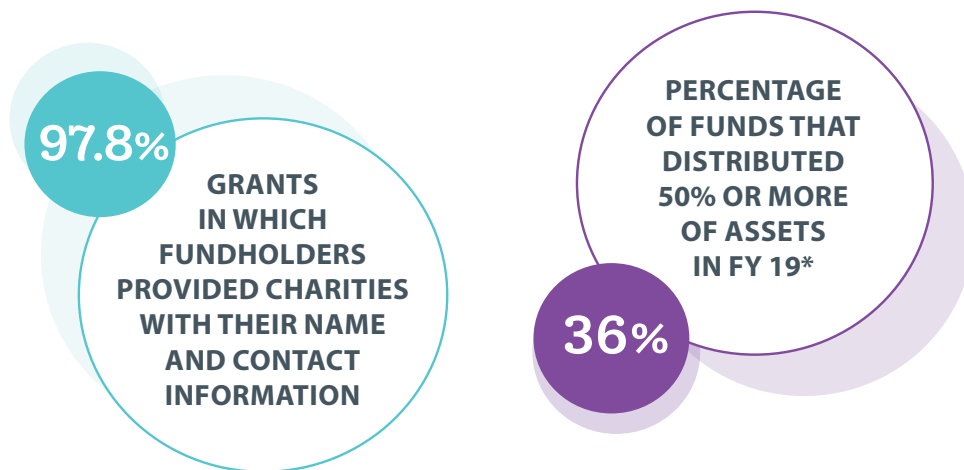 97.8%
GRANTS
IN WHICH
FUNDHOLDERS
PROVIDED CHARITIES
WITH THEIR NAME
AND CONTACT
INFORMATION
PERCENTAGE
OF FUNDS THAT
DISTRIBUTED
50% OR MORE
OF ASSETS
IN FY 19*
36%